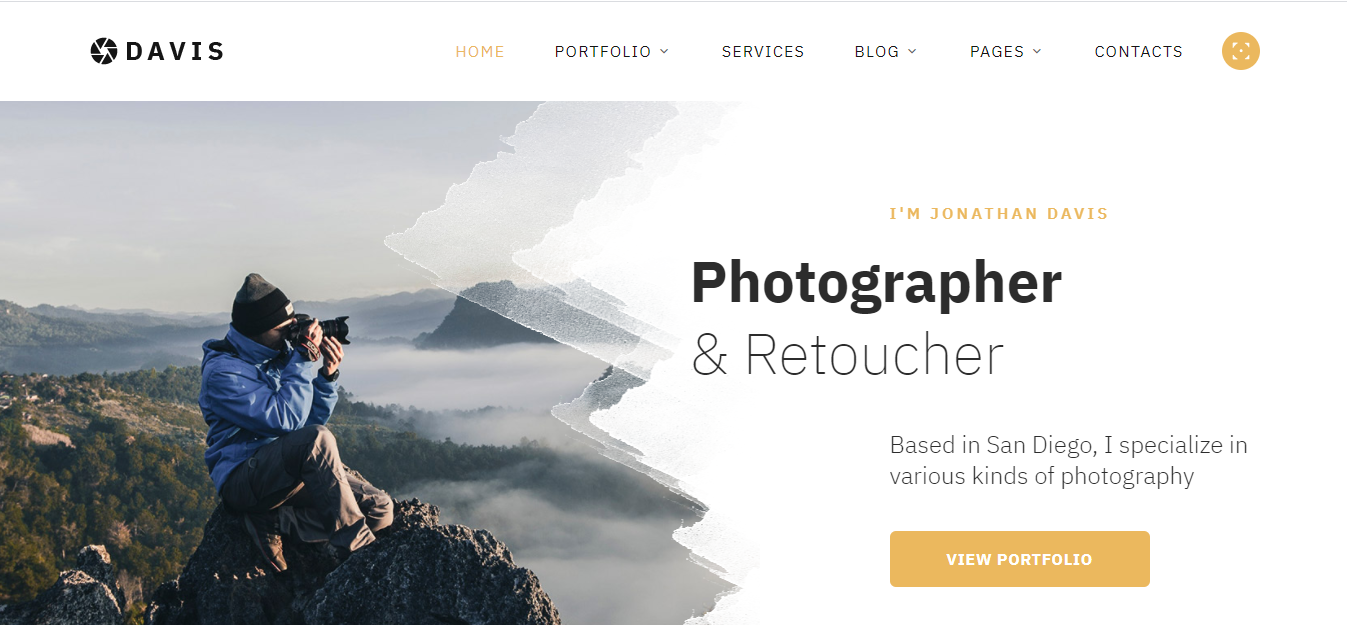 DAVIS
HOME PORTFOLIO SERVICES BLOG PAGES CONTACTS
I'M JONATHAN DAVIS
Photographer
& Retoucher
Based in San Diego, I specialize in
various kinds of photography
VIEW PORTFOLIO